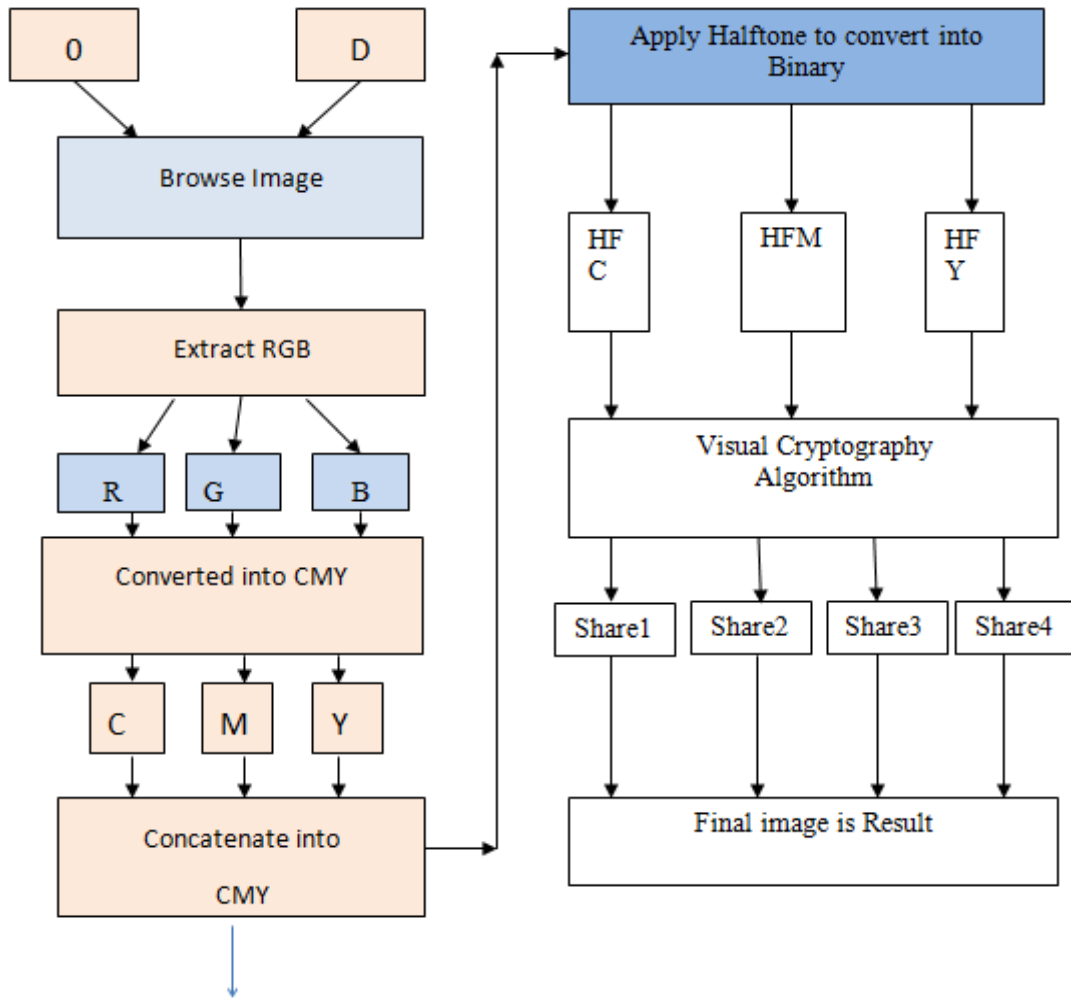 0
D
Browse Image
Extract RGB
R
G
B
Converted into CMY
C
M
Y
Concatenate into
CMY
Apply Halftone to convert into
Binary
HF
C
HFM
HF
Y
Visual Cryptography
Algorithm
Share1
Share2
Share3
Share4
Final image is Result